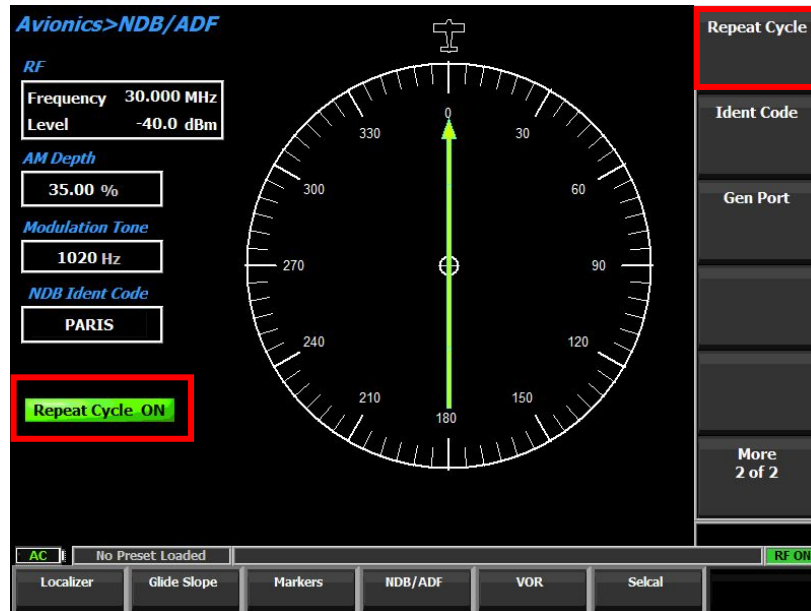 Avionics>NDB/ADF
RF
Frequency 30.000 MHz
Level -40.0 dBm
AM Depth
35.00 %
Modulation Tone
1020 Hz
NDB Ident Code
PARIS
Repeat Cycle ON
0
30
60
90
120
150
180
210
240
270
300
330
Repeat Cycle
Ident Code
Gen Port
More
2 of 2
AC No Preset Loaded RF ON
Localizer Glide Slope Markers NDB/ADF VOR Selcal